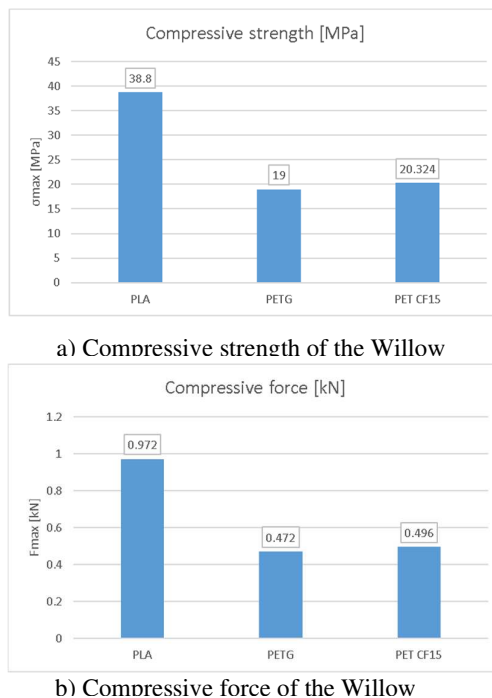 Compressive strength [MPa]
σmax [MPa]
45
40
35
30
25
20
15
10
5
0
38.8
19
20.324
PLA PETG PET CF15
a) Compressive strength of the Willow
Compressive force [kN]
Fmax [kN]
1.2
1
0.8
0.6
0.4
0.2
0
0.972
0.472
0.496
PLA PETG PET CF15
b) Compressive force of the Willow